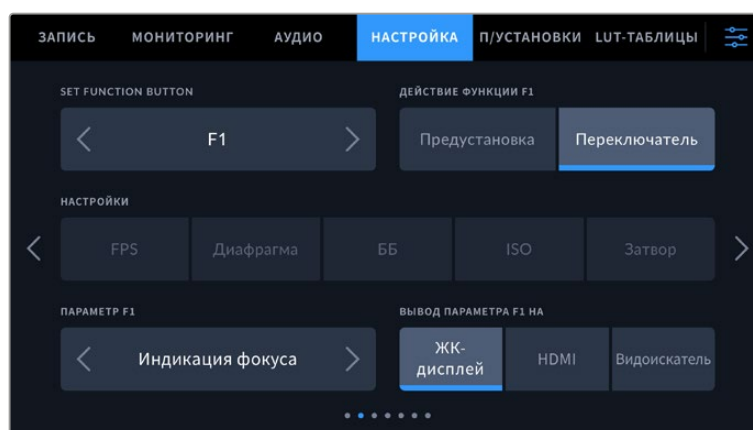 ЗАПИСЬ МОНИТОРИНГ АУДИО НАСТРОЙКА П/УСТАНОВКИ LUT-ТАБЛИЦЫ
SET FUNCTION BUTTON ДЕЙСТВИЕ ФУНКЦИИ F1
F1 Предустановка Переключатель
НАСТРОЙКИ
FPS Диафрагма ББ ISO Затвор
ПАРАМЕТР F1 ВЫВОД ПАРАМЕТРА F1 НА
Индикация фокуса ЖК-
дисплей HDMI Видоискатель